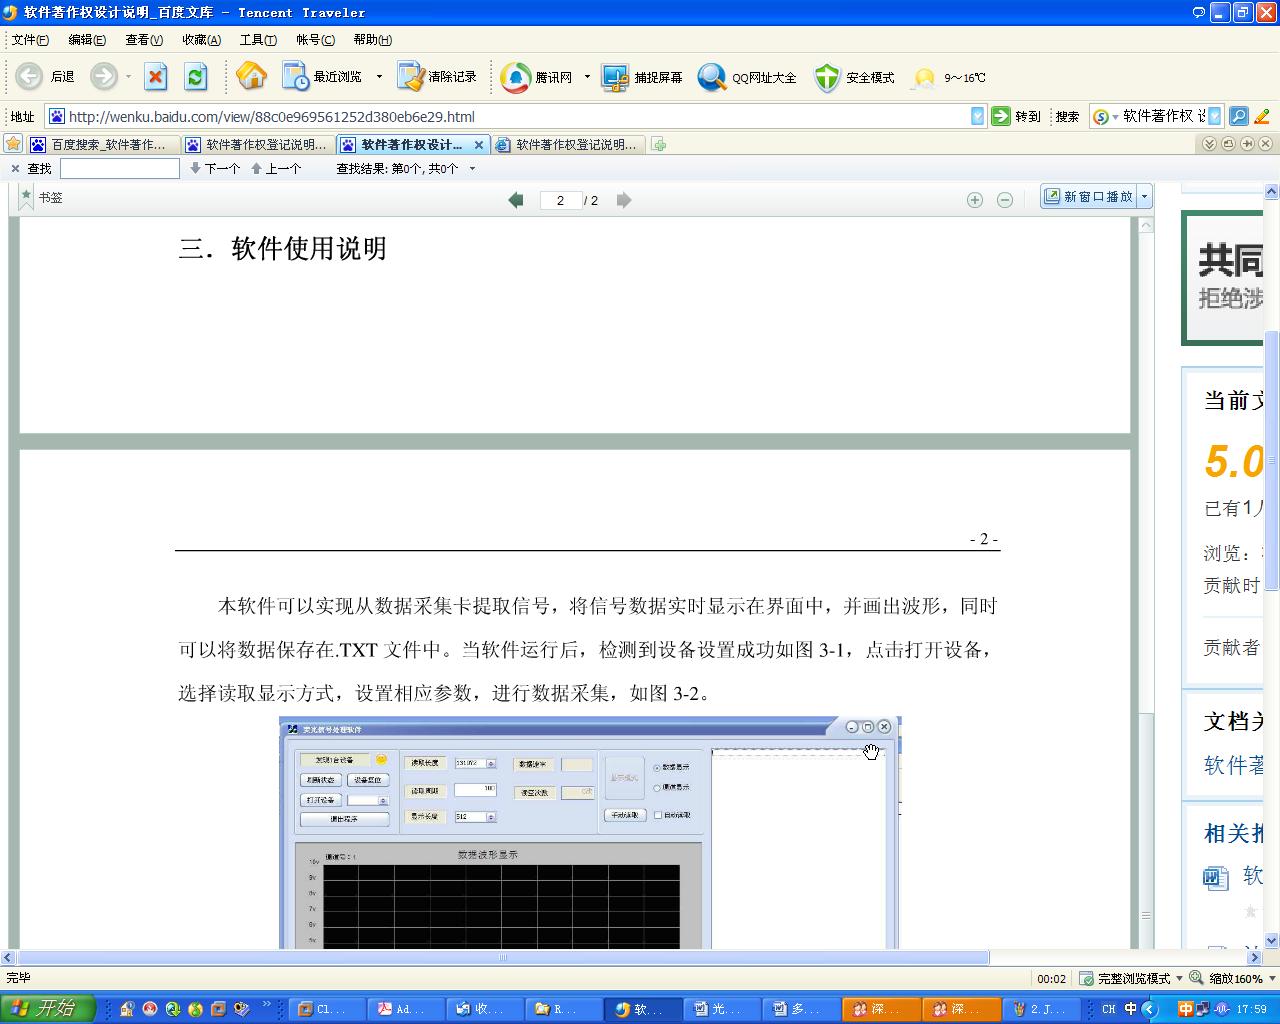 软件著作权设计说明_百度文库 - Tencent Traveler
文件(F) 编辑(E) 查看(V) 收藏(A) 工具(T) 帐号(C) 帮助(H)
后退 最近浏览 清除记录 腾讯网 捕捉屏幕 QQ网址大全 安全模式 9～16℃
地址 http://wenku.baidu.com/view/88c0e969561252d380eb6e29.html 转到 搜索 软件著作权
百度搜索_软件著作... 软件著作权登记说明... 软件著作权设计... 软件著作权登记说明...
查找 下一个 上一个 查找结果: 第0个, 共0个
书签 2 / 2 新窗口播放
三．软件使用说明
共同
拒绝涉
当前文
5.0
已有1人
浏览：
贡献时
贡献者
文档关
软件著
相关推
软
- 2 -
本软件可以实现从数据采集卡提取信号，将信号数据实时显示在界面中，并画出波形，同时
可以将数据保存在.TXT 文件中。当软件运行后，检测到设备设置成功如图 3-1，点击打开设备，
选择读取显示方式，设置相应参数，进行数据采集，如图 3-2。
荧光信号处理软件
发现1台设备 读取长度 131072 数据速率 数据显示
刷新状态 设备复位 显示模式
读取周期 100 读空次数 通道显示
打开设备
退出程序 显示长度 512 手动读取 自动读取
通道号: 1 数据波形显示
10v
9v
8v
7v
6v
5v
完毕 00:02 完整浏览模式 缩放160%
开始 Cl... Ad... 收... R... 软... 光... 多... 深... 深... 2.J... CH 中 17:59